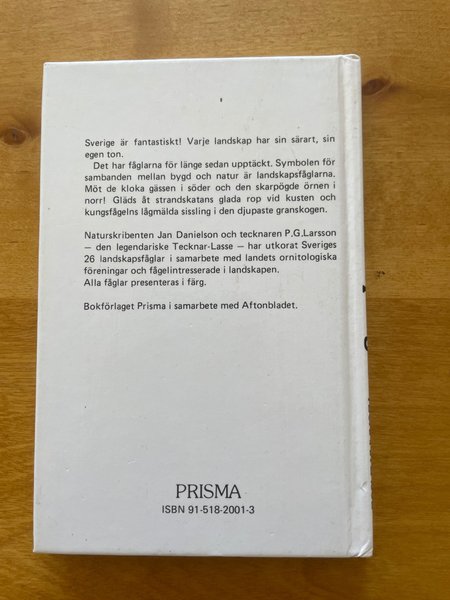 Sverige är fantastiskt! Varje landskap har sin särart, sin
egen ton.
Det har fåglarna för länge sedan upptäckt. Symbolen för
sambanden mellan bygd och natur är landskapsfåglarna.
Möt de kloka gässen i söder och den skarpögde örnen i
norr! Gläds åt strandskatans glada rop vid kusten och
kungsfågelns lågmälda sissling i den djupaste granskogen.
Naturskribenten Jan Danielson och tecknaren P.G.Larsson
– den legendariske Tecknar-Lasse – har utkorat Sveriges
26 landskapsfåglar i samarbete med landets ornitologiska
föreningar och fågelintresserade i landskapen.
Alla fåglar presenteras i färg.
Bokförlaget Prisma i samarbete med Aftonbladet.
PRISMA
ISBN 91-518-2001-3